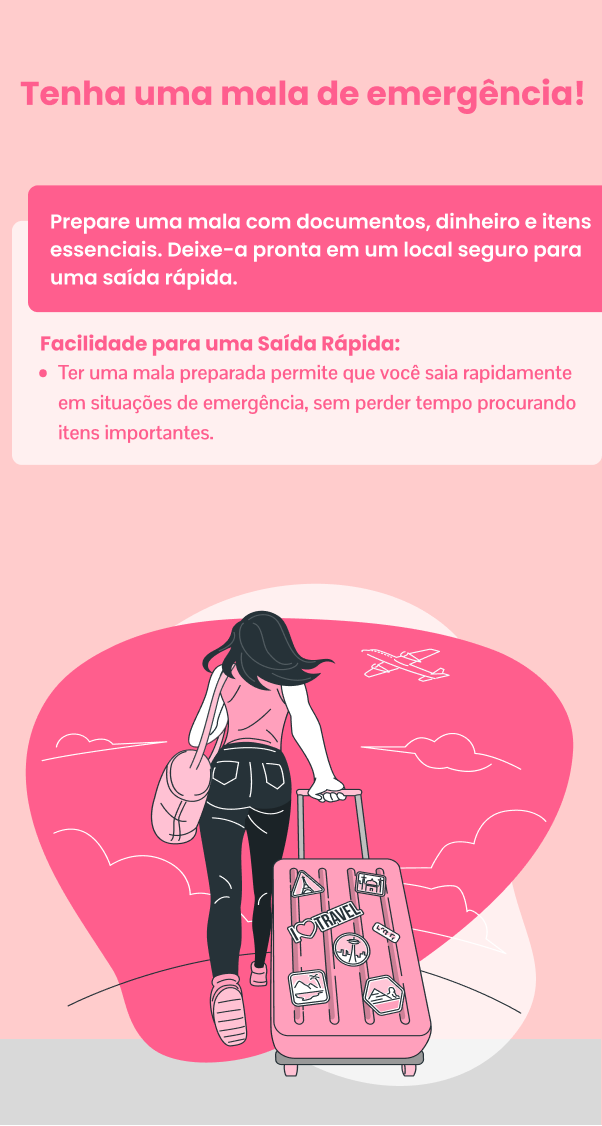 Tenha uma mala de emergência!
Prepare uma mala com documentos, dinheiro e itens
essenciais. Deixe-a pronta em um local seguro para
uma saída rápida.
Facilidade para uma Saída Rápida:
• Ter uma mala preparada permite que você saia rapidamente
em situações de emergência, sem perder tempo procurando
itens importantes.
I TRAVEL